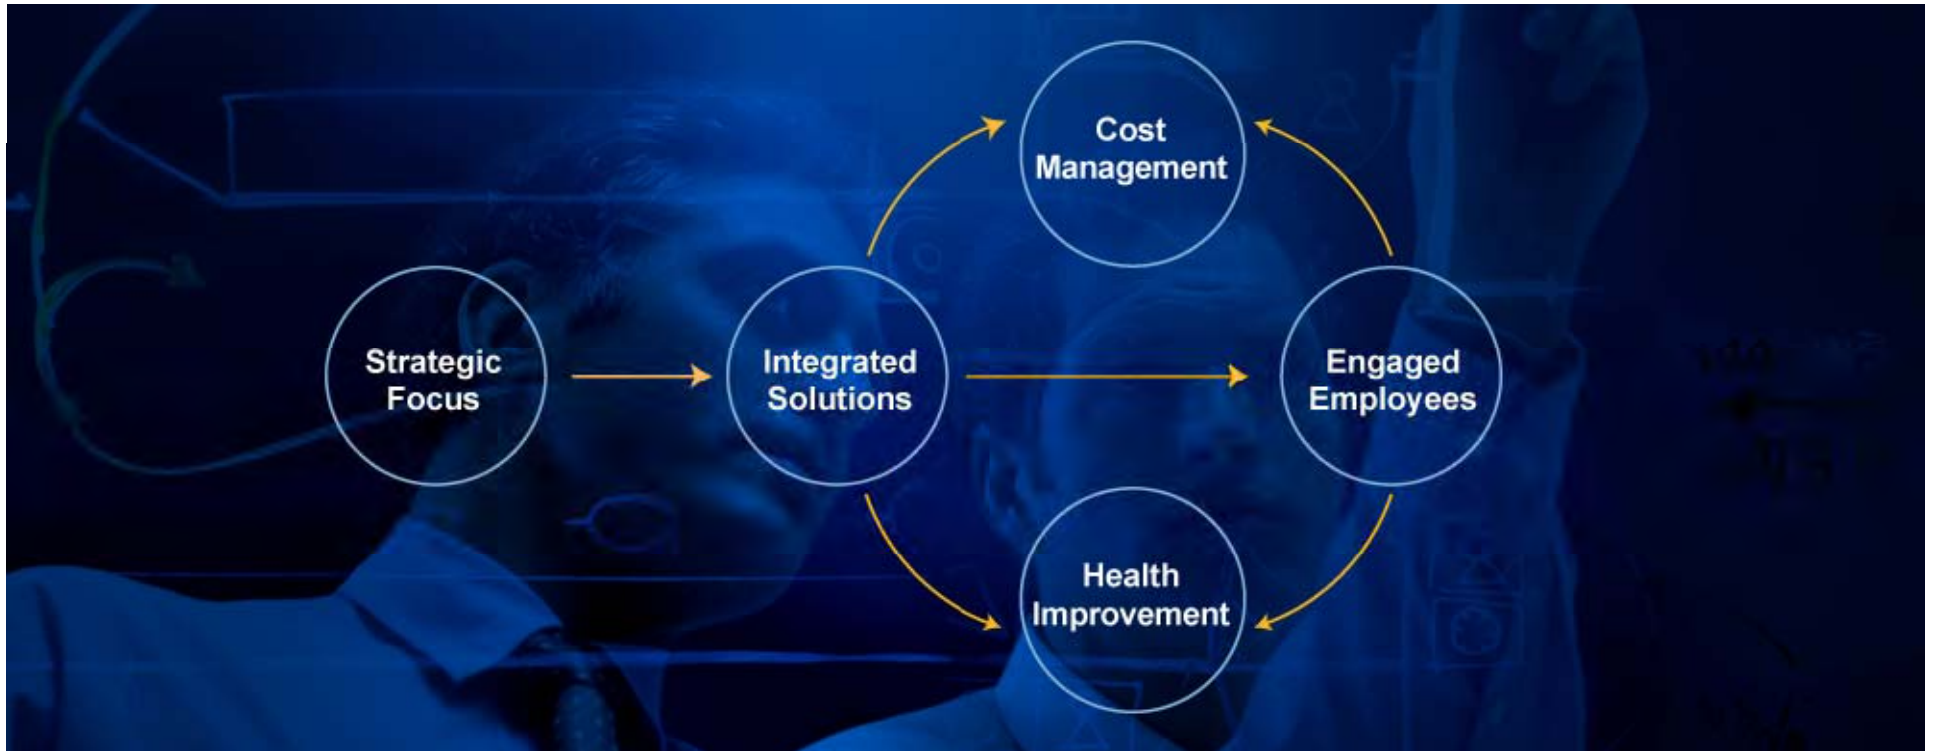 Cost
Management
Strategic
Focus
Integrated
Solutions
Engaged
Employees
Health
Improvement